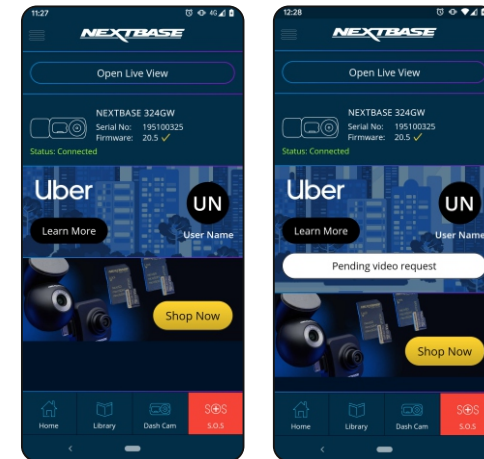 11:27
4G
NEXTBASE
Open Live View
NEXTBASE 324GW
Serial No: 195100325
Firmware: 20.5 ✓
Status: Connected
Uber
UN
Learn More
User Name
Shop Now
SOS
Home
Library
Dash Cam
S.O.S
12:28
NEXTBASE
Open Live View
NEXTBASE 324GW
Serial No: 195100325
Firmware: 20.5 ✓
Status: Connected
Uber
UN
Learn More
User Name
Pending video request
Shop Now
SOS
Home
Library
Dash Cam
S.O.S